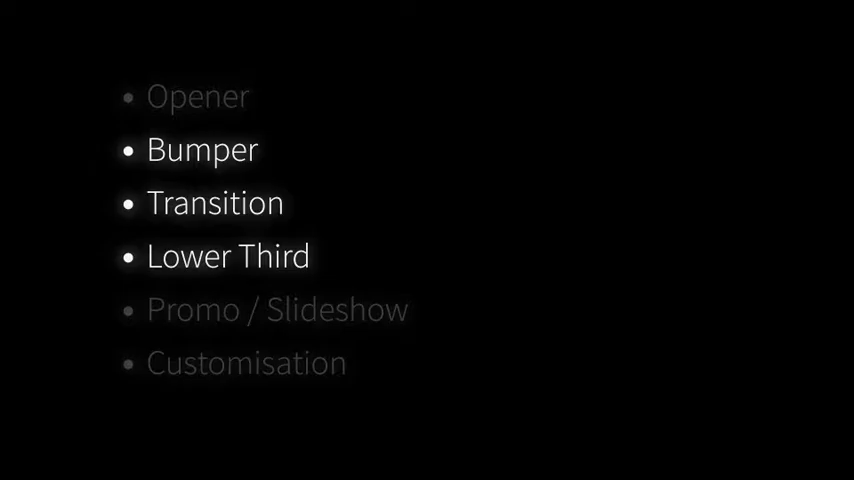 • Opener
• Bumper
• Transition
• Lower Third
• Promo / Slideshow
• Customisation